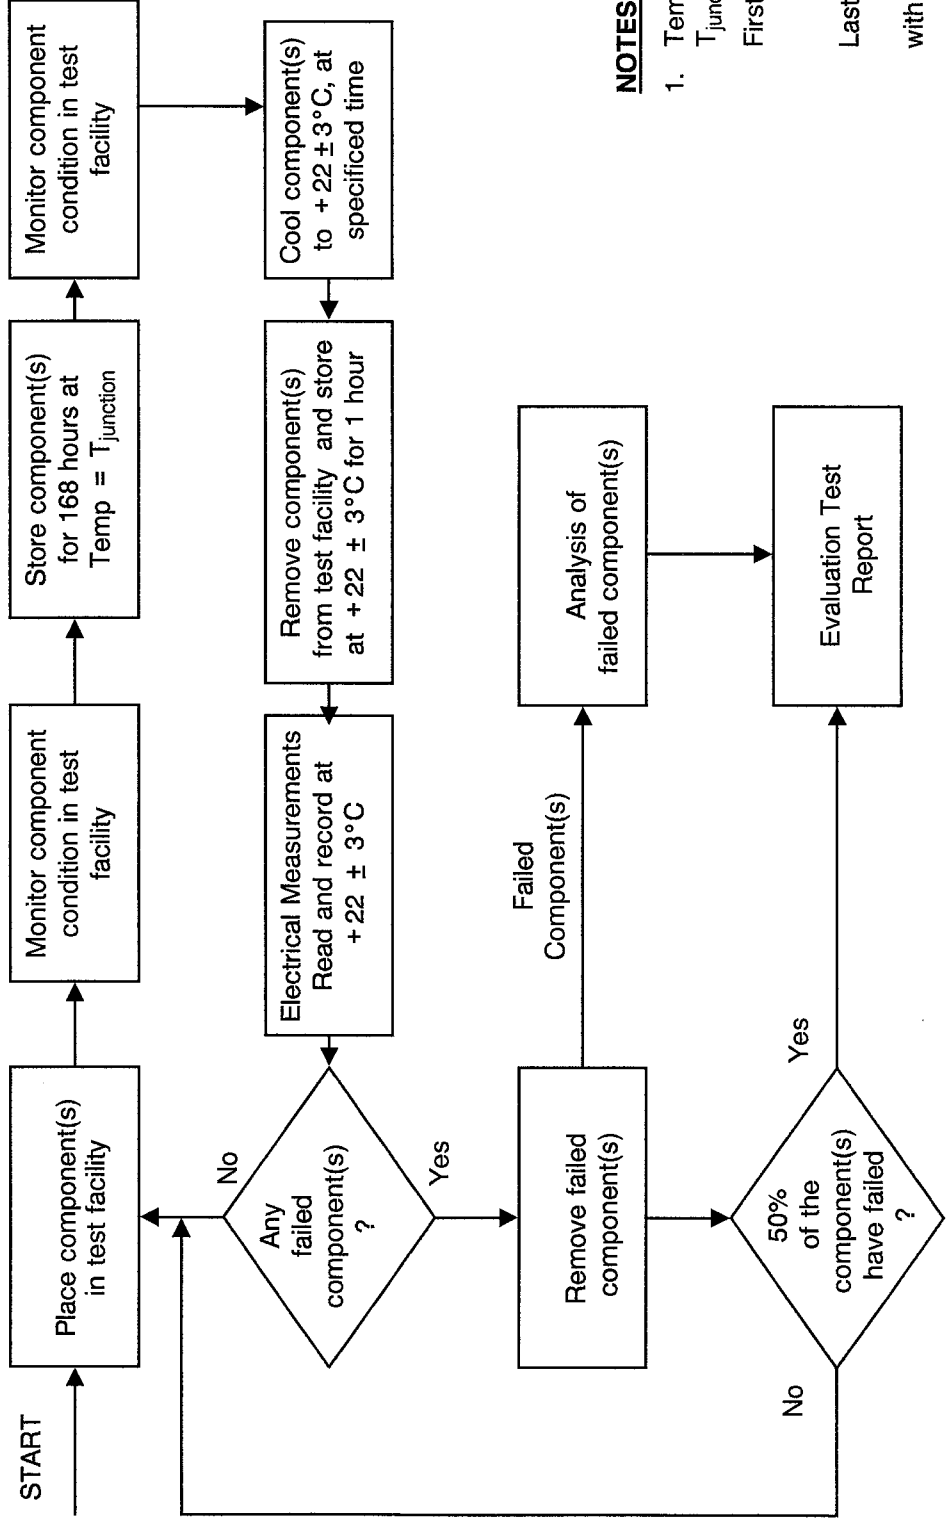 START
Place component(s)
in test facility
Monitor component
condition in test
facility
Store component(s)
for 168 hours at
Temp = Tjunction
Monitor component
condition in test
facility
Cool component(s)
to +22±3°C, at
specificed time
Remove component(s)
from test facility and store
at +22 ± 3°C for 1 hour
Electrical Measurements
Read and record at
+22 ± 3°C
Any
failed
component(s)
?
No
Yes
Remove failed
component(s)
Failed
Component(s)
Analysis of
failed component(s)
50%
of the
component(s)
have failed
?
No
Yes
Evaluation Test
Report
NOTES
1. Tem
Tjunc
First
Last
with